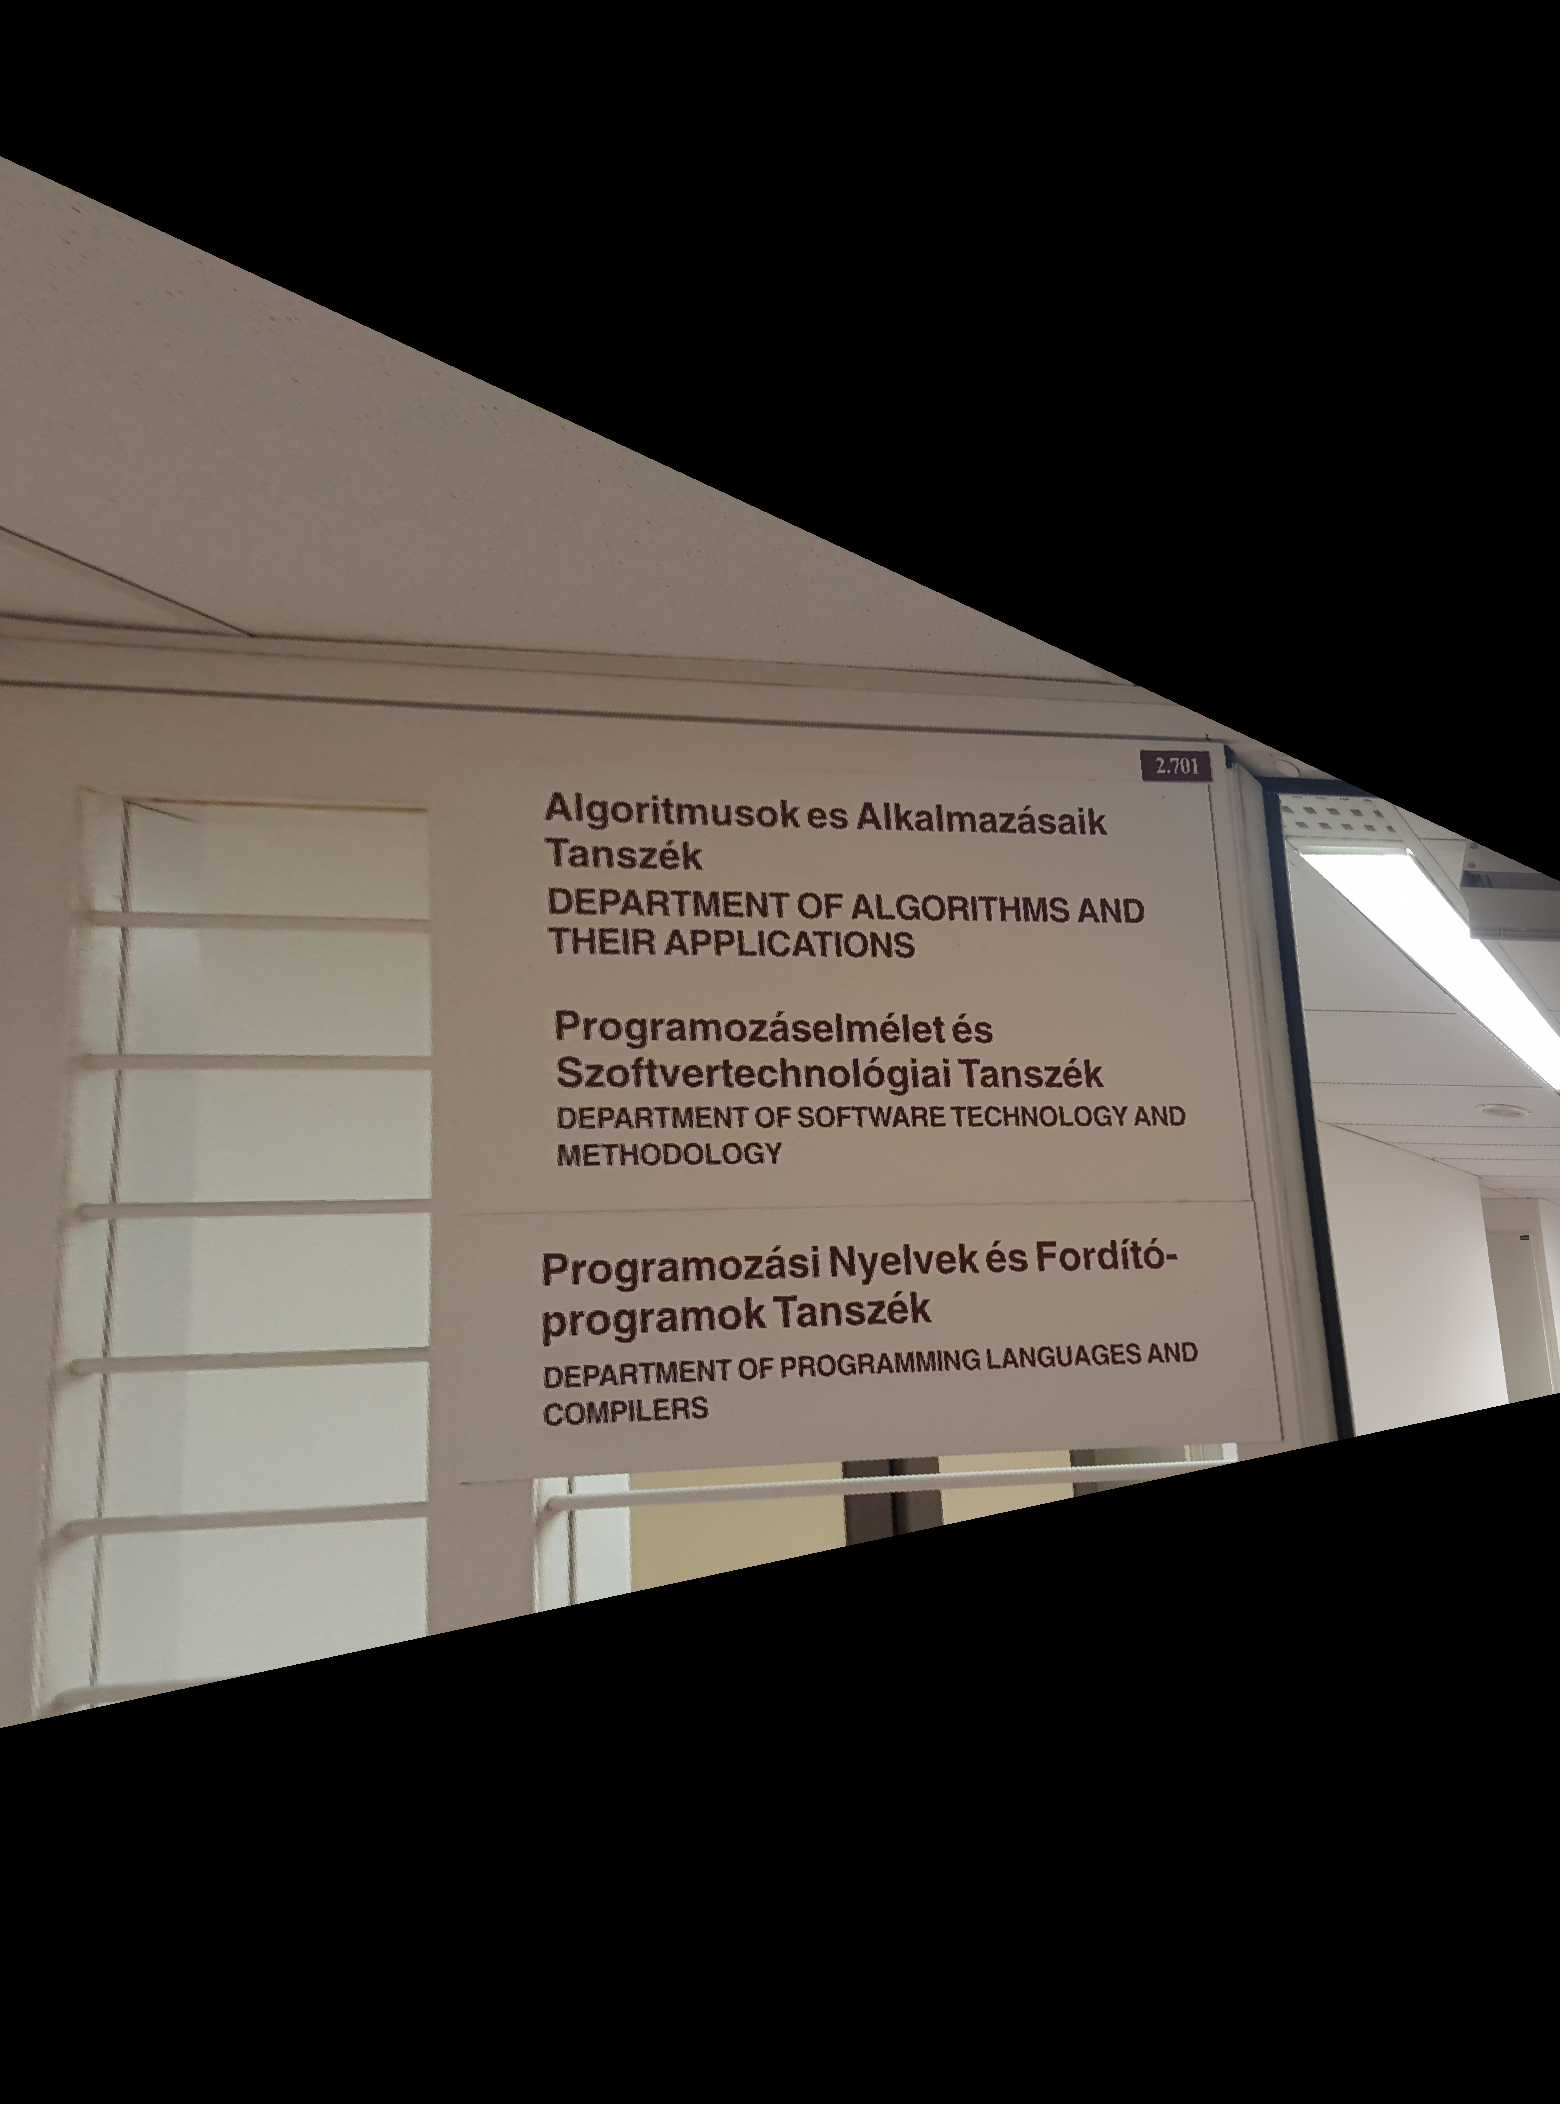 2.701
Algoritmusok es Alkalmazásaik
Tanszék
DEPARTMENT OF ALGORITHMS AND
THEIR APPLICATIONS
Programozáselmélet és
Szoftvertechnológiai Tanszék
DEPARTMENT OF SOFTWARE TECHNOLOGY AND
METHODOLOGY
Programozási Nyelvek és Fordító-
programok Tanszék
DEPARTMENT OF PROGRAMMING LANGUAGES AND
COMPILERS